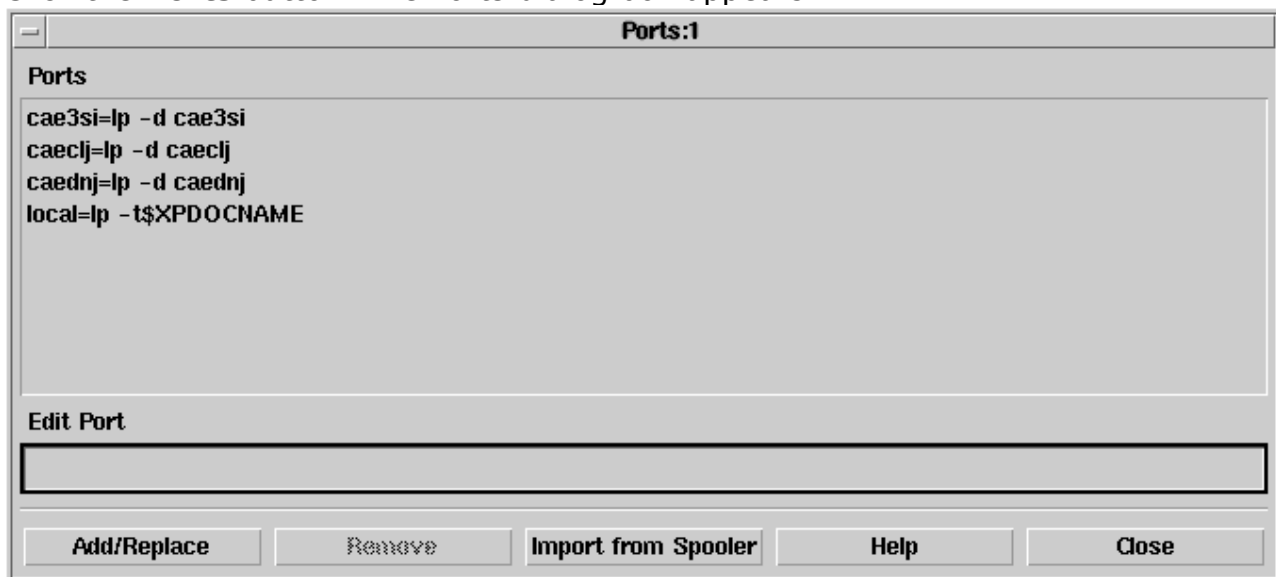 Ports:1
Ports
cae3si=lp -d cae3si
caeclj=lp -d caeclj
caednj=lp -d caednj
local=lp -t$XPDOCNAME
Edit Port
Add/Replace Remove Import from Spooler Help Close